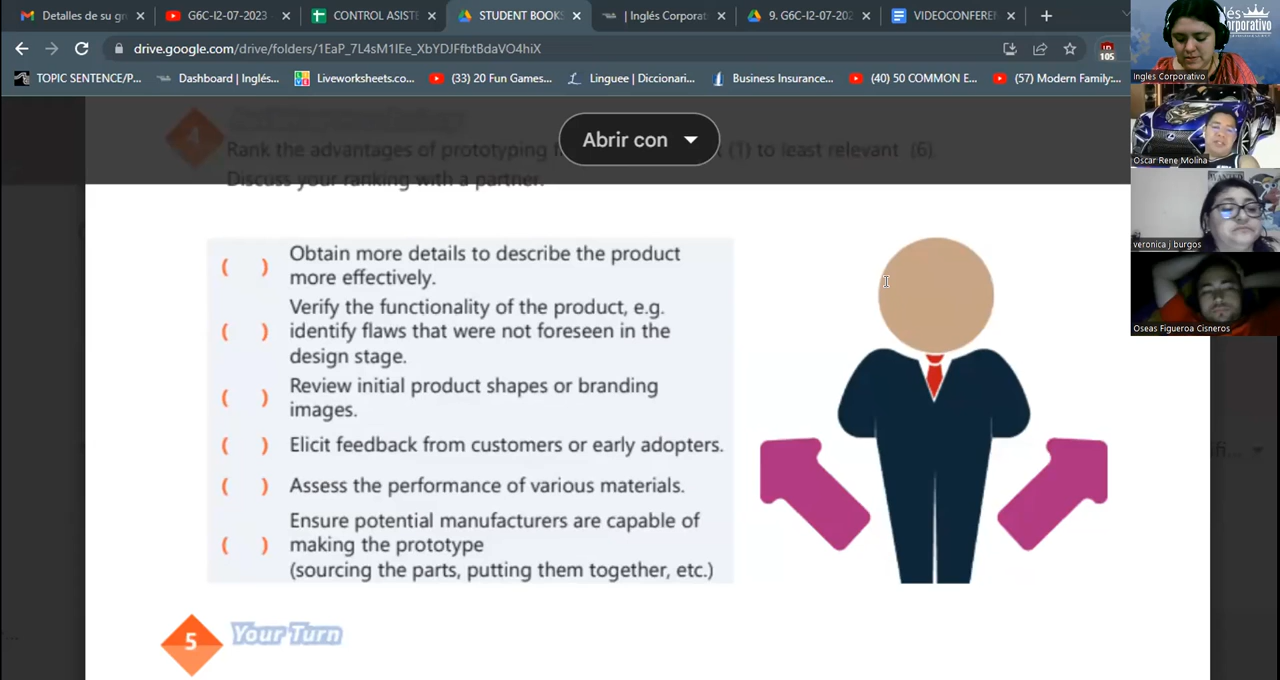 Detalles de su gr
G6C-I2-07-2023 -
CONTROL ASIST
STUDENT BOOKS
| Inglés Corporat
9. G6C-I2-07-202
VIDEOCONFERE
drive.google.com/drive/folders/1EaP_7L4sM1IEe_XbYDJFfbtBdaVO4hiX
105
TOPIC SENTENCE/P...
Dashboard | Inglés...
Liveworksheets.co...
(33) 20 Fun Games...
Linguee | Diccionari...
Business Insurance...
(40) 50 COMMON E...
(57) Modern Family:...
4
Rank the advantages of prototyping
(1) to least relevant (6)
Discuss your ranking with a partner.
Abrir con
( ) Obtain more details to describe the product
more effectively.
( ) Verify the functionality of the product, e.g.
identify flaws that were not foreseen in the
design stage.
( ) Review initial product shapes or branding
images.
( ) Elicit feedback from customers or early adopters.
( ) Assess the performance of various materials.
( ) Ensure potential manufacturers are capable of
making the prototype
(sourcing the parts, putting them together, etc.)
5
Your Turn
Ingles Corporativo
Oscar Rene Molina
veronica j burgos
Oseas Figueroa Cisneros